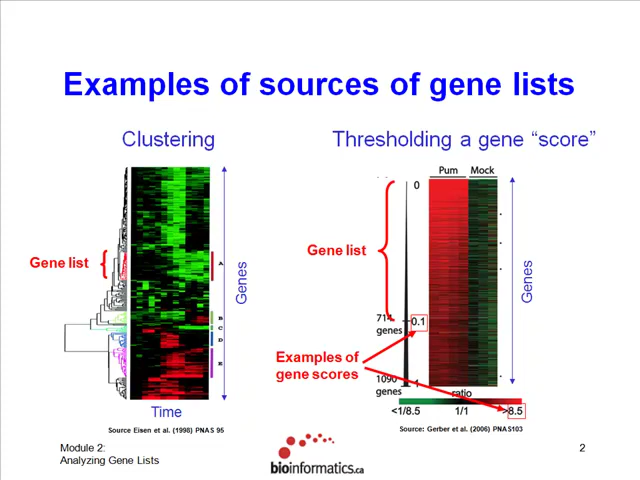 Examples of sources of gene lists
Clustering
Thresholding a gene “score”
Gene list
A
B
C
D
E
Genes
Time
Source Eisen et al. (1998) PNAS 95
Pum Mock
0
Gene list
714
genes
0.1
Examples of
gene scores
1090
genes
1
Genes
ratio
<1/8.5 1/1 >8.5
Source: Gerber et al. (2006) PNAS103
Module 2:
Analyzing Gene Lists
bioinformatics.ca
2